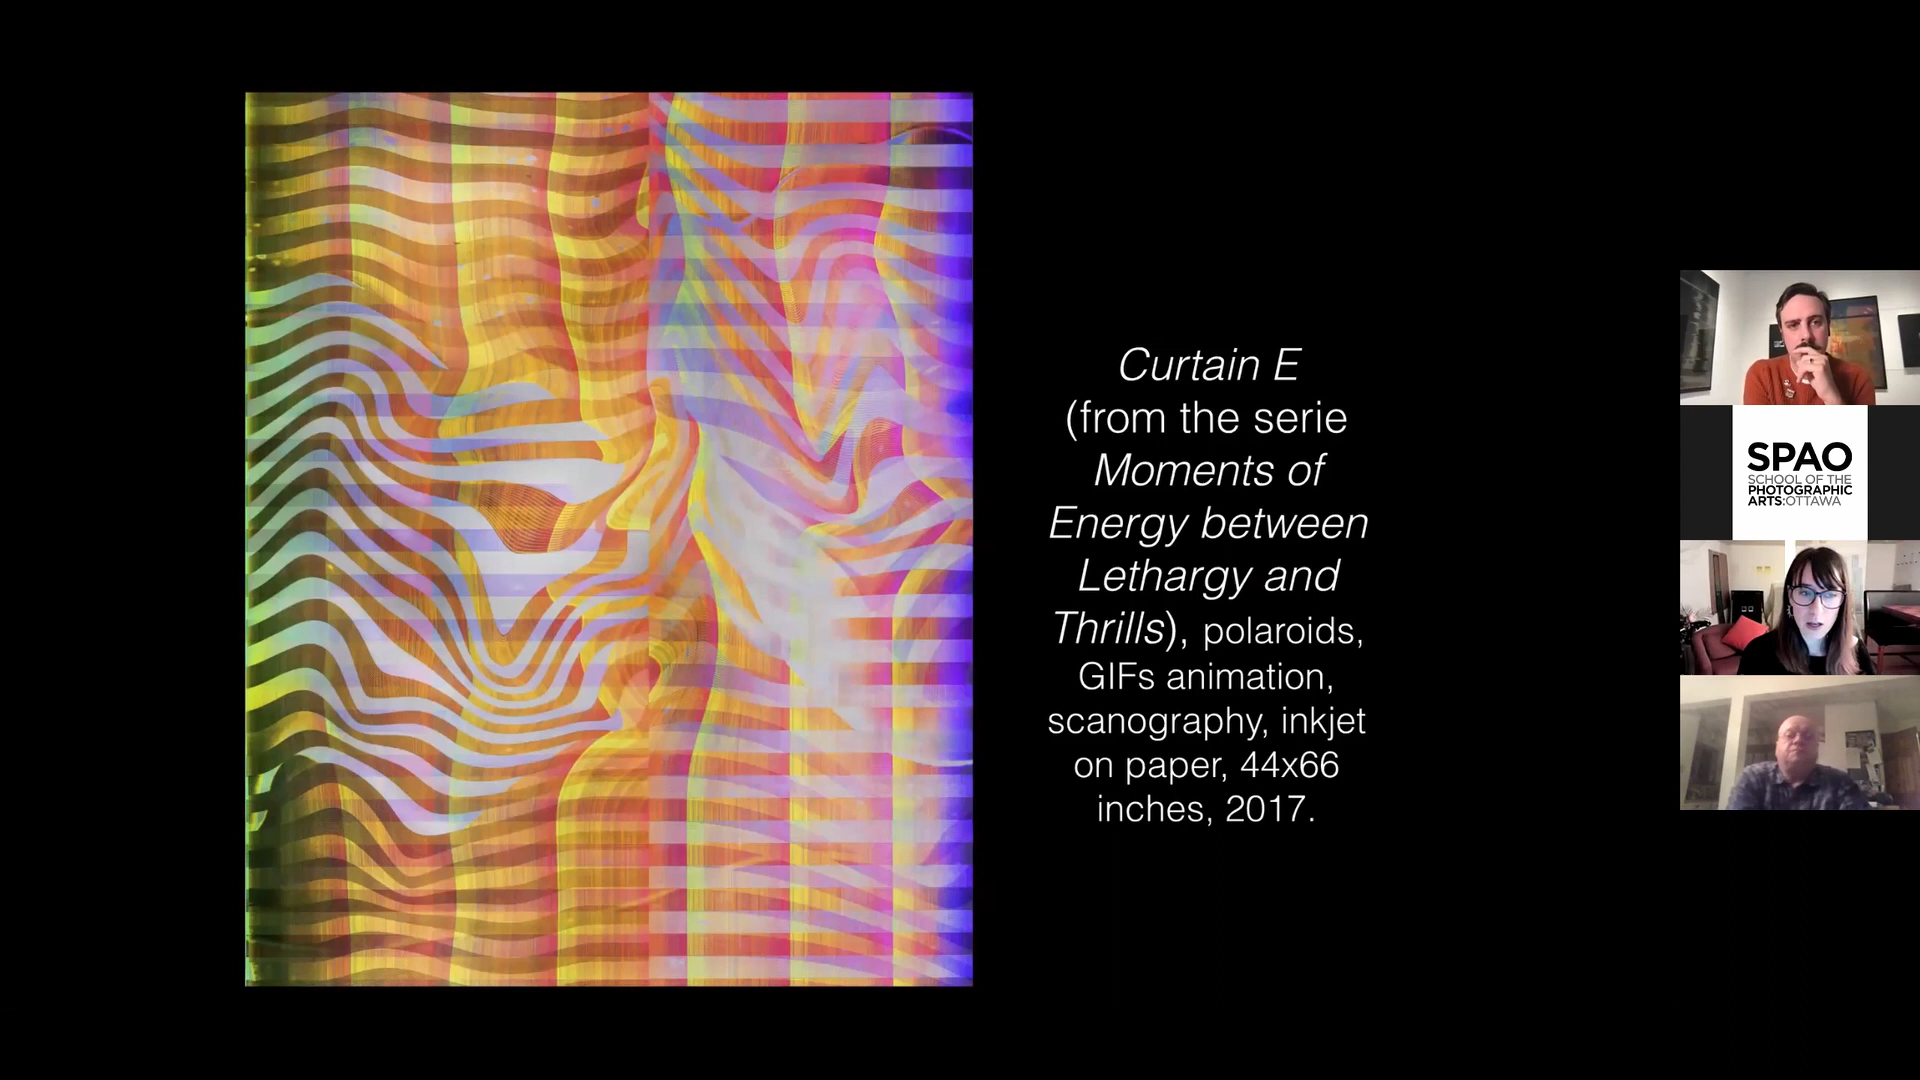 Curtain E
(from the serie
Moments of
Energy between
Lethargy and
Thrills), polaroids,
GIFs animation,
scanography, inkjet
on paper, 44x66
inches, 2017.
SPAO
SCHOOL OF THE
PHOTOGRAPHIC
ARTS:OTTAWA